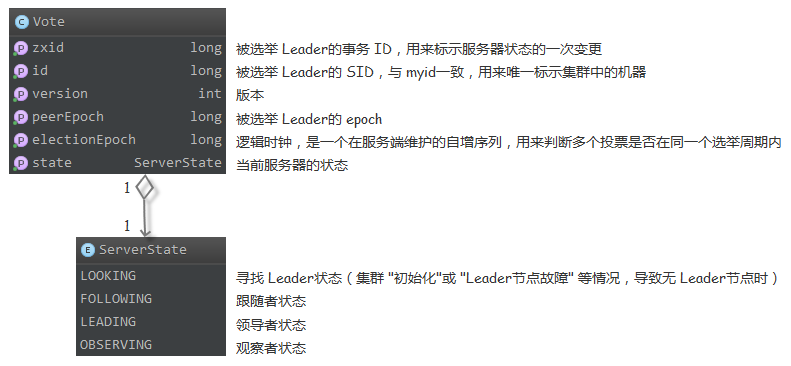 C Vote
P zxid long 被选举 Leader的事务 ID，用来标示服务器状态的一次变更
P id long 被选举 Leader的 SID，与 myid一致，用来唯一标示集群中的机器
P version int 版本
P peerEpoch long 被选举 Leader的 epoch
P electionEpoch long 逻辑时钟，是一个在服务端维护的自增序列，用来判断多个投票是否在同一个选举周期内
P state ServerState 当前服务器的状态
1
1
E ServerState
LOOKING 寻找 Leader状态（集群 "初始化"或 "Leader节点故障" 等情况，导致无 Leader节点时）
FOLLOWING 跟随者状态
LEADING 领导者状态
OBSERVING 观察者状态